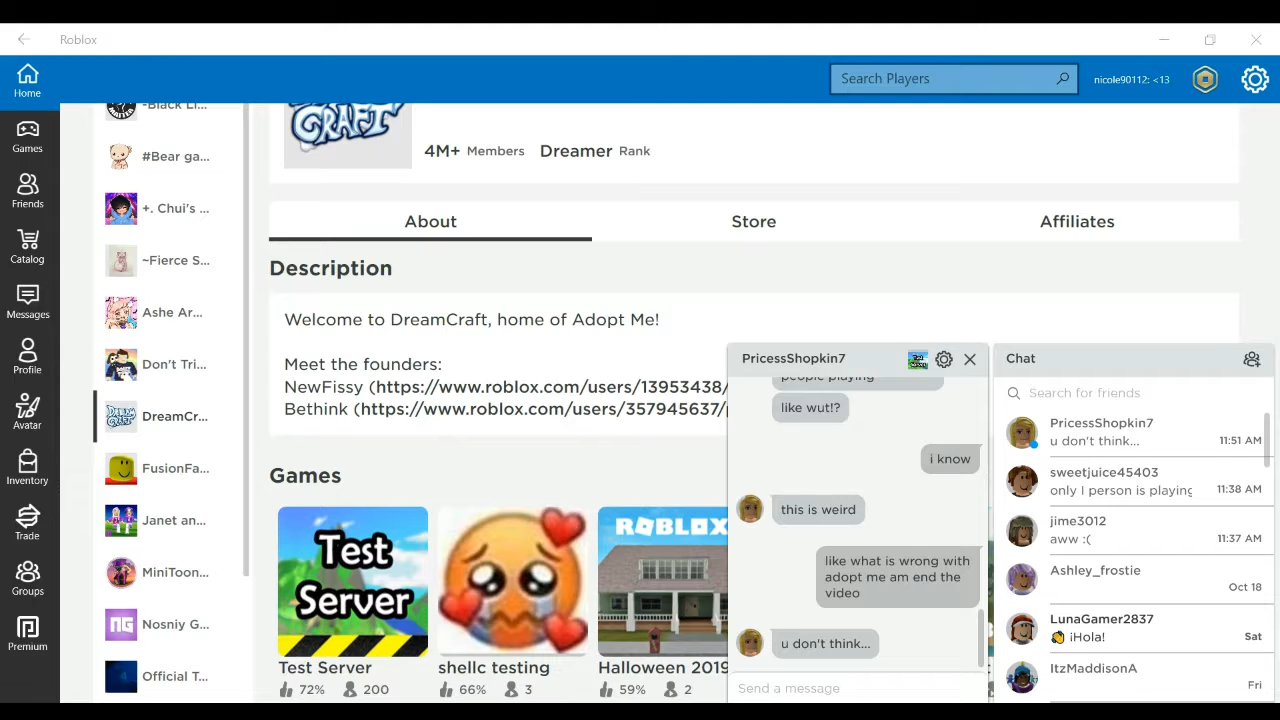 Roblox
Home
Search Players
nicole90112: <13
Games
Friends
Catalog
Messages
Profile
Avatar
Inventory
Trade
Groups
Premium
~Black Li...
#Bear ga...
+. Chui's ...
~Fierce S...
Ashe Ar...
Don't Tri...
DreamCr...
FusionFa...
Janet an...
MiniToon...
Nosniy G...
Official T...
CRAFT
4M+ Members Dreamer Rank
About Store Affiliates
Description
Welcome to DreamCraft, home of Adopt Me!
Meet the founders:
NewFissy (https://www.roblox.com/users/13953438/
Bethink (https://www.roblox.com/users/357945637/
Games
Test
Server
ROBLOX
Test Server
72% 200
shellc testing
66% 3
Halloween 2019
59% 2
PricessShopkin7
people playing
like wut!?
i know
this is weird
like what is wrong with
adopt me am end the
video
u don't think...
Send a message
Chat
Search for friends
PricessShopkin7
u don't think... 11:51 AM
sweetjuice45403
only I person is playing 11:38 AM
jime3012
aww :( 11:37 AM
Ashley_frostie
Oct 18
LunaGamer2837
👋 ¡Hola! Sat
ItzMaddisonA
Fri